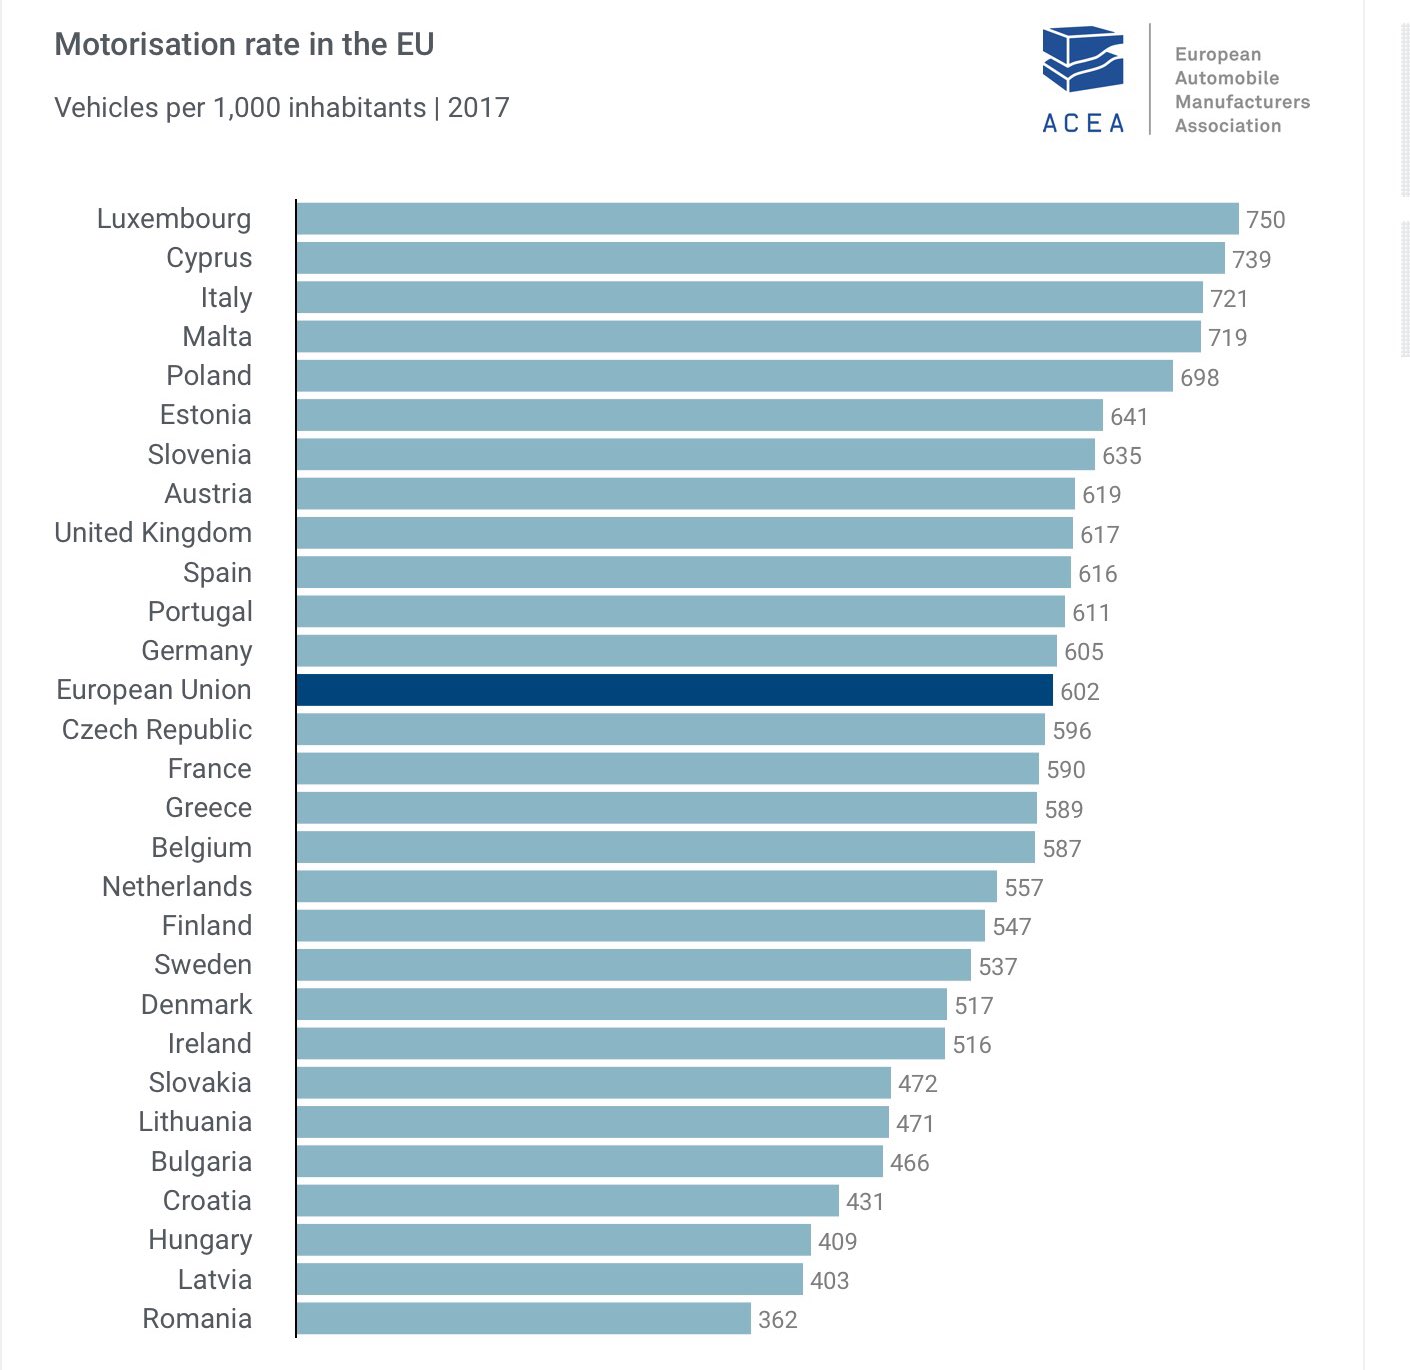 Motorisation rate in the EU
Vehicles per 1,000 inhabitants | 2017
ACEA
European
Automobile
Manufacturers
Association
Luxembourg 750
Cyprus 739
Italy 721
Malta 719
Poland 698
Estonia 641
Slovenia 635
Austria 619
United Kingdom 617
Spain 616
Portugal 611
Germany 605
European Union 602
Czech Republic 596
France 590
Greece 589
Belgium 587
Netherlands 557
Finland 547
Sweden 537
Denmark 517
Ireland 516
Slovakia 472
Lithuania 471
Bulgaria 466
Croatia 431
Hungary 409
Latvia 403
Romania 362